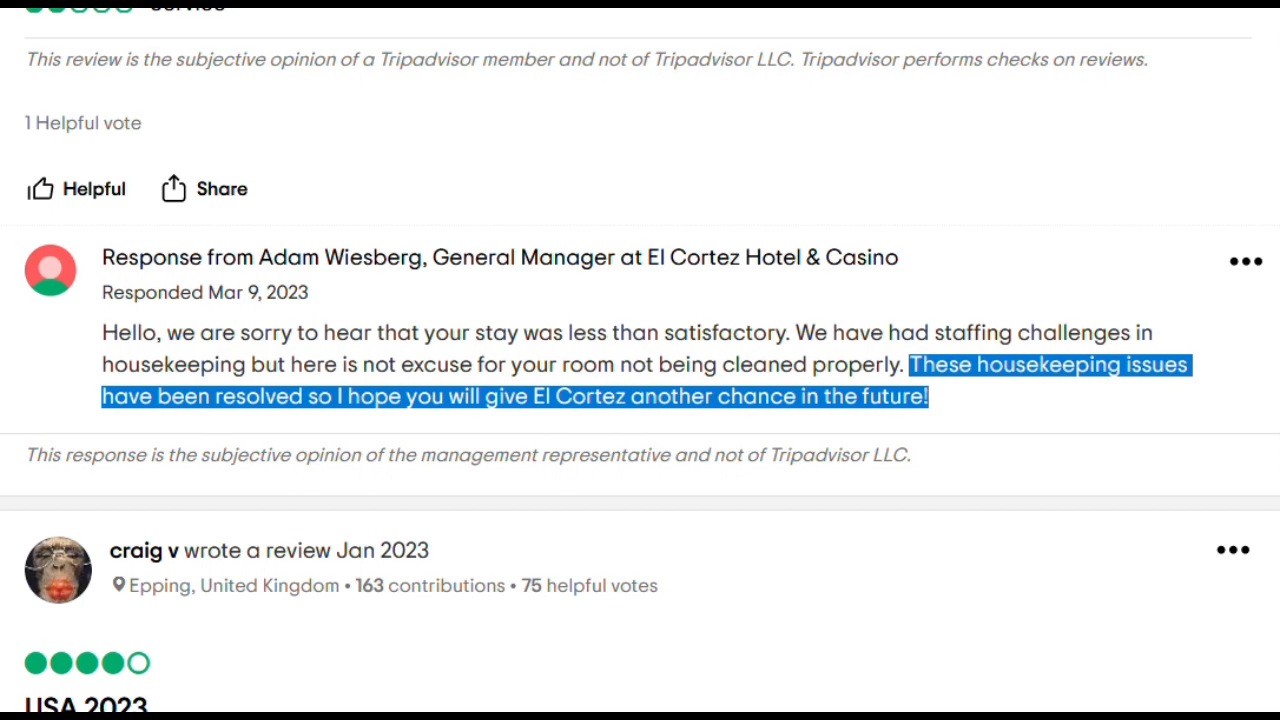 Service
This review is the subjective opinion of a Tripadvisor member and not of Tripadvisor LLC. Tripadvisor performs checks on reviews.
1 Helpful vote
Helpful Share
Response from Adam Wiesberg, General Manager at El Cortez Hotel & Casino
Responded Mar 9, 2023
Hello, we are sorry to hear that your stay was less than satisfactory. We have had staffing challenges in
housekeeping but here is not excuse for your room not being cleaned properly. These housekeeping issues
have been resolved so I hope you will give El Cortez another chance in the future!
This response is the subjective opinion of the management representative and not of Tripadvisor LLC.
craig v wrote a review Jan 2023
Epping, United Kingdom • 163 contributions • 75 helpful votes
USA 2023